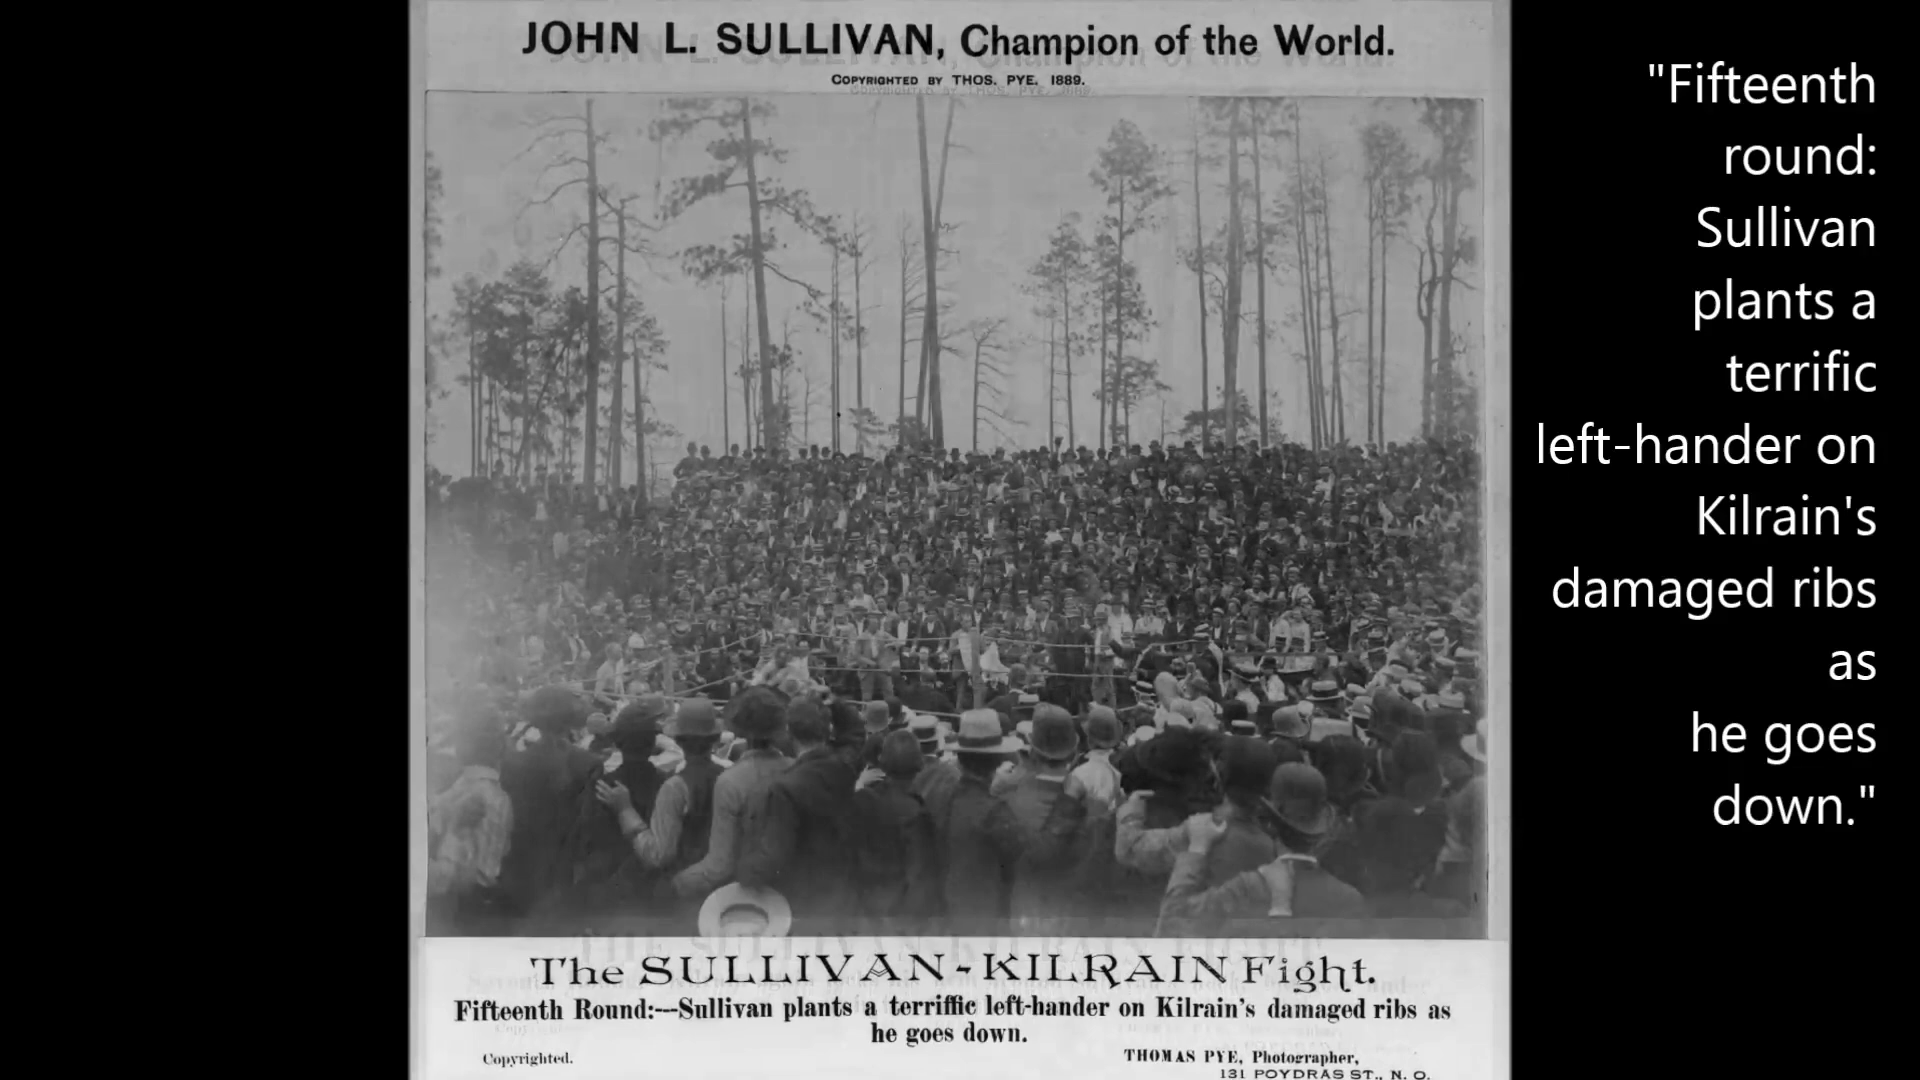 JOHN L. SULLIVAN, Champion of the World.
COPYRIGHTED BY THOS. PYE. 1889.
"Fifteenth
round:
Sullivan
plants a
terrific
left-hander on
Kilrain's
damaged ribs
as
he goes
down."
The SULLIVAN-KILRAIN Fight.
Fifteenth Round:--Sullivan plants a terriffic left-hander on Kilrain's damaged ribs as
he goes down.
Copyrighted.
THOMAS PYE, Photographer,
131 POYDRAS ST., N. O.